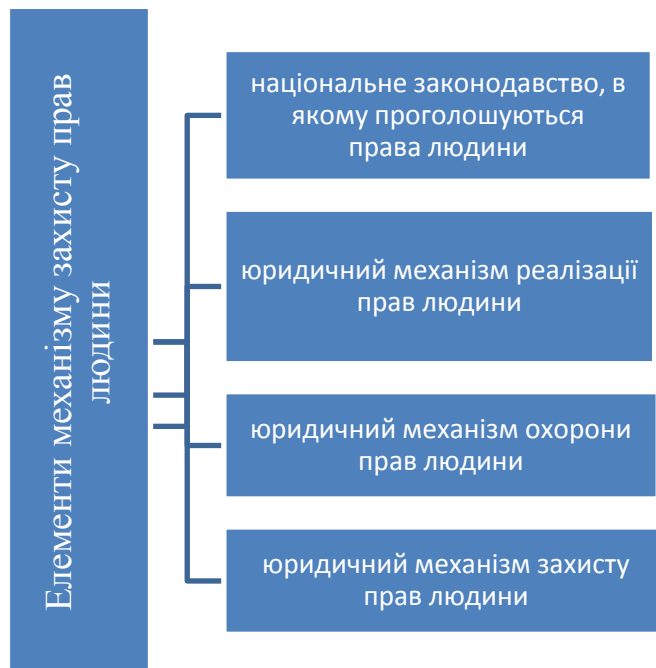 Елементи механізму захисту прав
людини
національне законодавство, в
якому проголошуються
права людини
юридичний механізм реалізації
прав людини
юридичний механізм охорони
прав людини
юридичний механізм захисту
прав людини